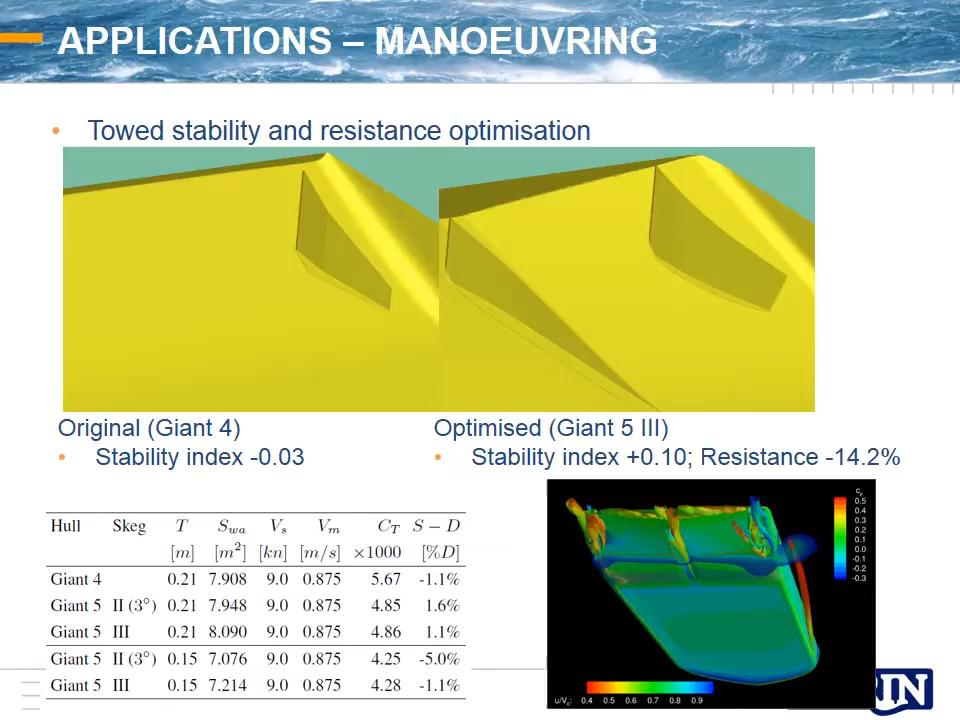 APPLICATIONS – MANOEUVRING
• Towed stability and resistance optimisation
Original (Giant 4)
• Stability index -0.03
Optimised (Giant 5 III)
• Stability index +0.10; Resistance -14.2%
Hull Skeg T Swa Vs Vm CT S − D
[m] [m²] [kn] [m/s] ×1000 [%D]
Giant 4 0.21 7.908 9.0 0.875 5.67 -1.1%
Giant 5 II (3°) 0.21 7.948 9.0 0.875 4.85 1.6%
Giant 5 III 0.21 8.090 9.0 0.875 4.86 1.1%
Giant 5 II (3°) 0.15 7.076 9.0 0.875 4.25 -5.0%
Giant 5 III 0.15 7.214 9.0 0.875 4.28 -1.1%
cp
0.5
0.4
0.3
0.2
0.1
0.0
-0.1
-0.2
-0.3
u/V0: 0.4 0.5 0.6 0.7 0.8 0.9